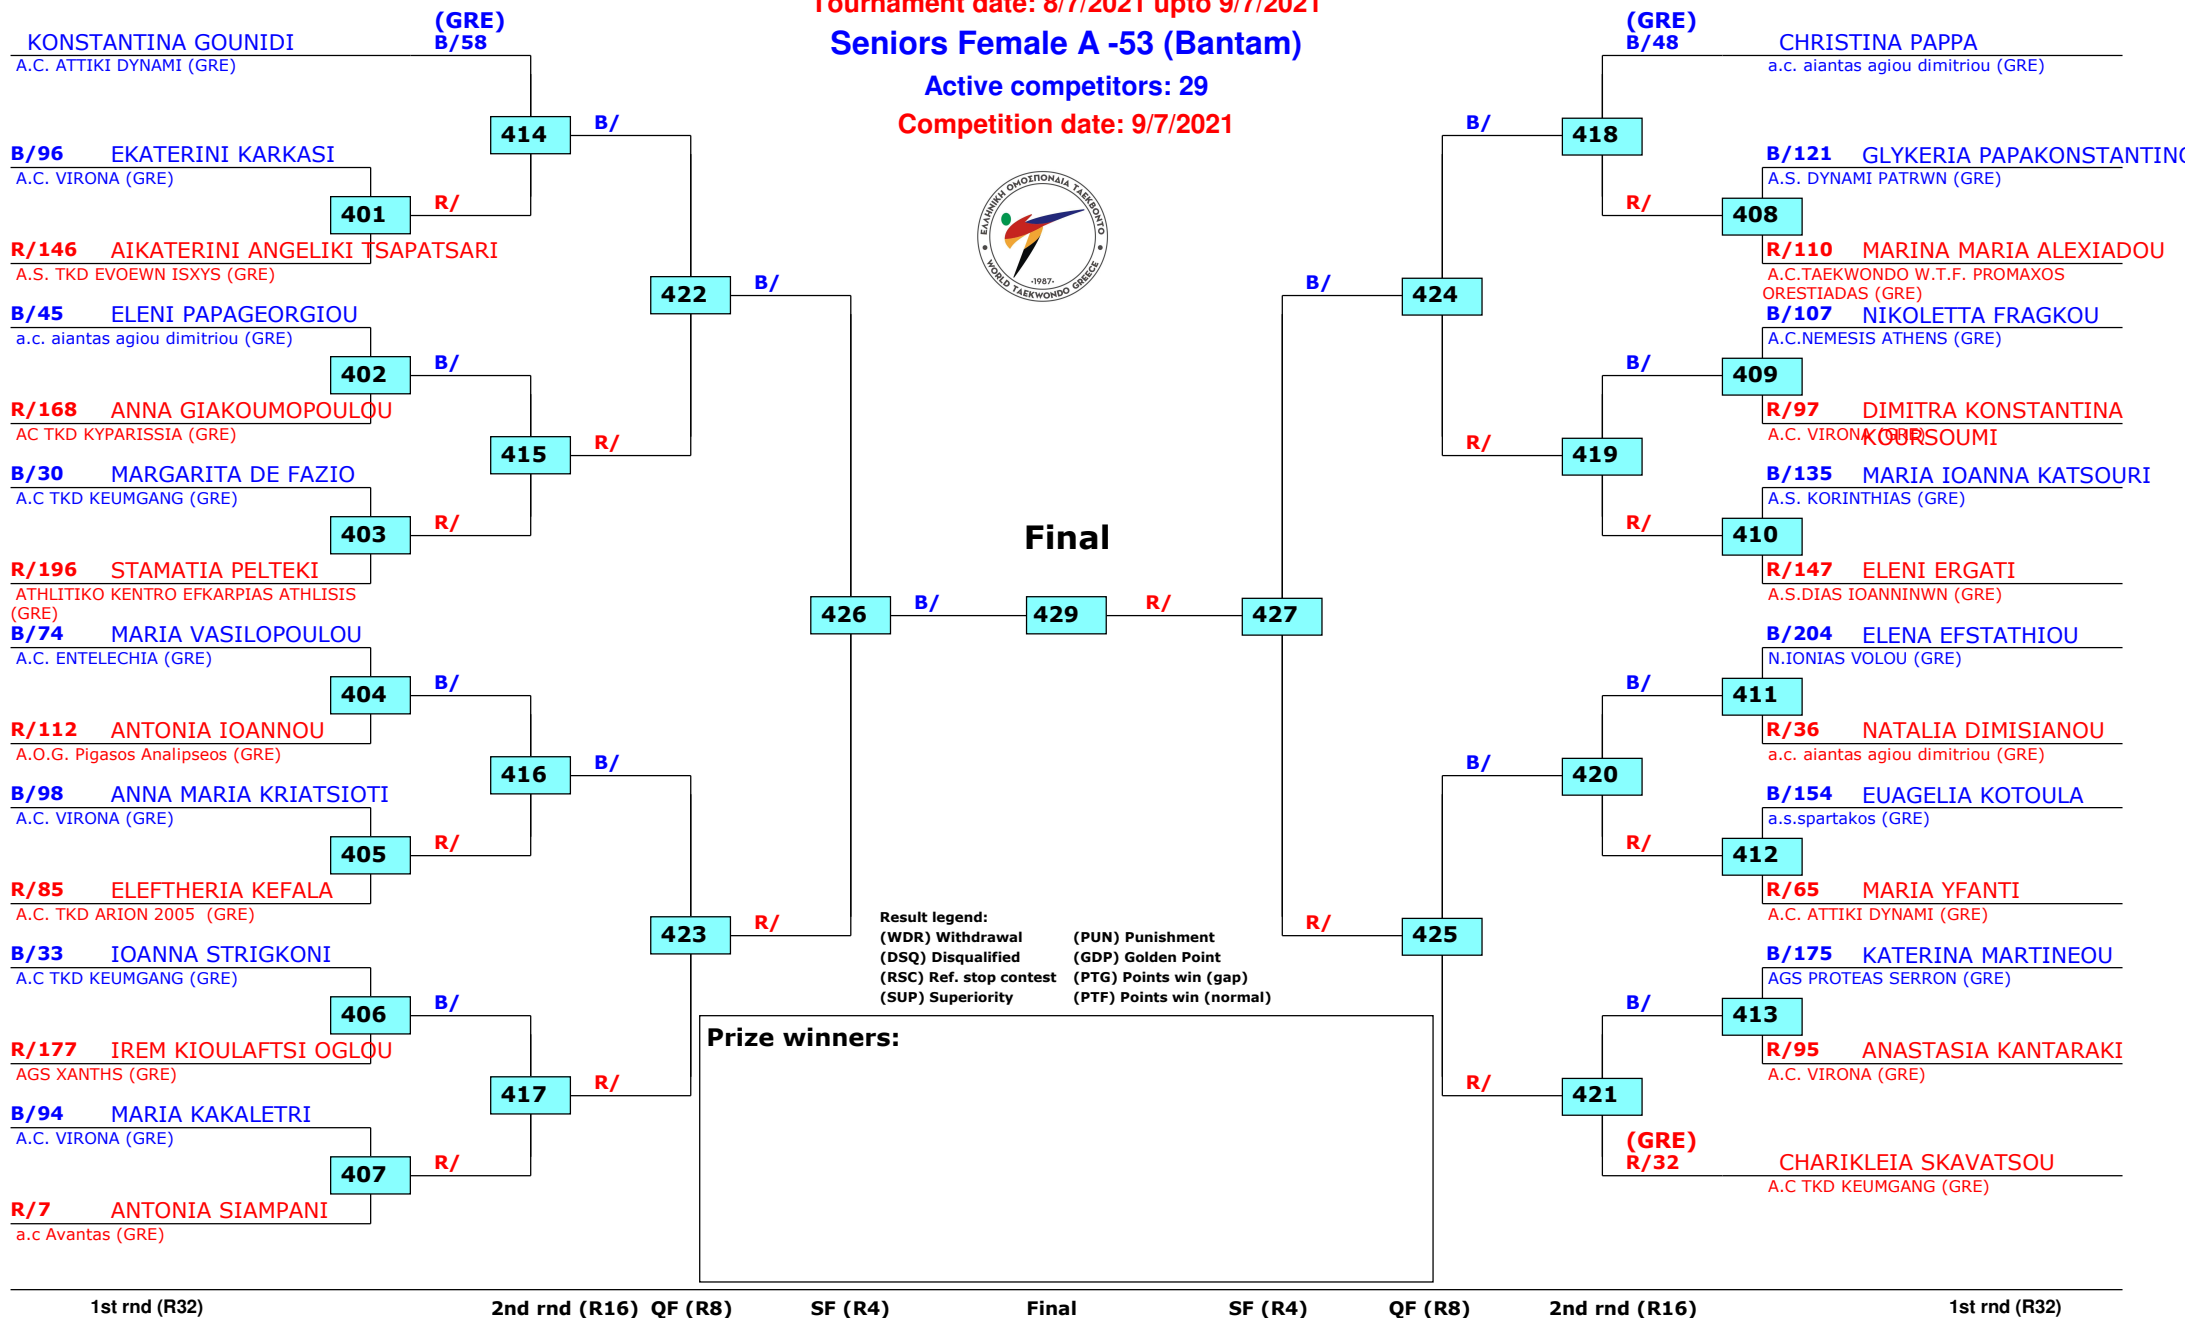 Tournament date: 8/7/2021 upto 9/7/2021
Seniors Female A -53 (Bantam)
Active competitors: 29
Competition date: 9/7/2021
ΕΛΛΗΝΙΚΗ ΟΜΟΣΠΟΝΔΙΑ ΤΑΕΚΒΟΝΤΟ
·1987·
WORLD TAEKWONDO GREECE
(GRE)
KONSTANTINA GOUNIDI B/58
A.C. ATTIKI DYNAMI (GRE)
414 B/
B/96 EKATERINI KARKASI
A.C. VIRONA (GRE)
401 R/
R/146 AIKATERINI ANGELIKI TSAPATSARI
A.S. TKD EVOEWN ISXYS (GRE)
422 B/
B/45 ELENI PAPAGEORGIOU
a.c. aiantas agiou dimitriou (GRE)
402 B/
R/168 ANNA GIAKOUMOPOULOU
AC TKD KYPARISSIA (GRE)
415 R/
B/30 MARGARITA DE FAZIO
A.C TKD KEUMGANG (GRE)
403 R/
R/196 STAMATIA PELTEKI
ATHLITIKO KENTRO EFKARPIAS ATHLISIS
(GRE)
426 B/
B/74 MARIA VASILOPOULOU
A.C. ENTELECHIA (GRE)
404 B/
R/112 ANTONIA IOANNOU
A.O.G. Pigasos Analipseos (GRE)
416 B/
B/98 ANNA MARIA KRIATSIOTI
A.C. VIRONA (GRE)
405 R/
R/85 ELEFTHERIA KEFALA
A.C. TKD ARION 2005 (GRE)
423 R/
B/33 IOANNA STRIGKONI
A.C TKD KEUMGANG (GRE)
406 B/
R/177 IREM KIOULAFTSI OGLOU
AGS XANTHS (GRE)
417 R/
B/94 MARIA KAKALETRI
A.C. VIRONA (GRE)
407 R/
R/7 ANTONIA SIAMPANI
a.c Avantas (GRE)
Final
429
(GRE)
B/48 CHRISTINA PAPPA
a.c. aiantas agiou dimitriou (GRE)
B/ 418
B/121 GLYKERIA
A.S. DYNAMI PATRWN (GRE)
R/ 408
R/110 MARINA MARIA ALEXIADOU
A.C.TAEKWONDO W.T.F. PROMAXOS
ORESTIADAS (GRE)
B/ 424
B/107 NIKOLETTA FRAGKOU
A.C.NEMESIS ATHENS (GRE)
B/ 409
R/97 DIMITRA KONSTANTINA
KOURSOUMI
A.C. VIRONA (GRE)
R/ 419
B/135 MARIA IOANNA KATSOURI
A.S. KORINTHIAS (GRE)
R/ 410
R/147 ELENI ERGATI
A.S.DIAS IOANNINWN (GRE)
R/ 427
B/204 ELENA EFSTATHIOU
N.IONIAS VOLOU (GRE)
B/ 411
R/36 NATALIA DIMISIANOU
a.c. aiantas agiou dimitriou (GRE)
B/ 420
B/154 EUAGELIA KOTOULA
a.s.spartakos (GRE)
R/ 412
R/65 MARIA YFANTI
A.C. ATTIKI DYNAMI (GRE)
R/ 425
B/175 KATERINA MARTINEOU
AGS PROTEAS SERRON (GRE)
B/ 413
R/95 ANASTASIA KANTARAKI
A.C. VIRONA (GRE)
R/ 421
(GRE)
R/32 CHARIKLEIA SKAVATSOU
A.C TKD KEUMGANG (GRE)
Result legend:
(WDR) Withdrawal (PUN) Punishment
(DSQ) Disqualified (GDP) Golden Point
(RSC) Ref. stop contest (PTG) Points win (gap)
(SUP) Superiority (PTF) Points win (normal)
Prize winners:
1st rnd (R32) 2nd rnd (R16) QF (R8) SF (R4) Final SF (R4) QF (R8) 2nd rnd (R16) 1st rnd (R32)